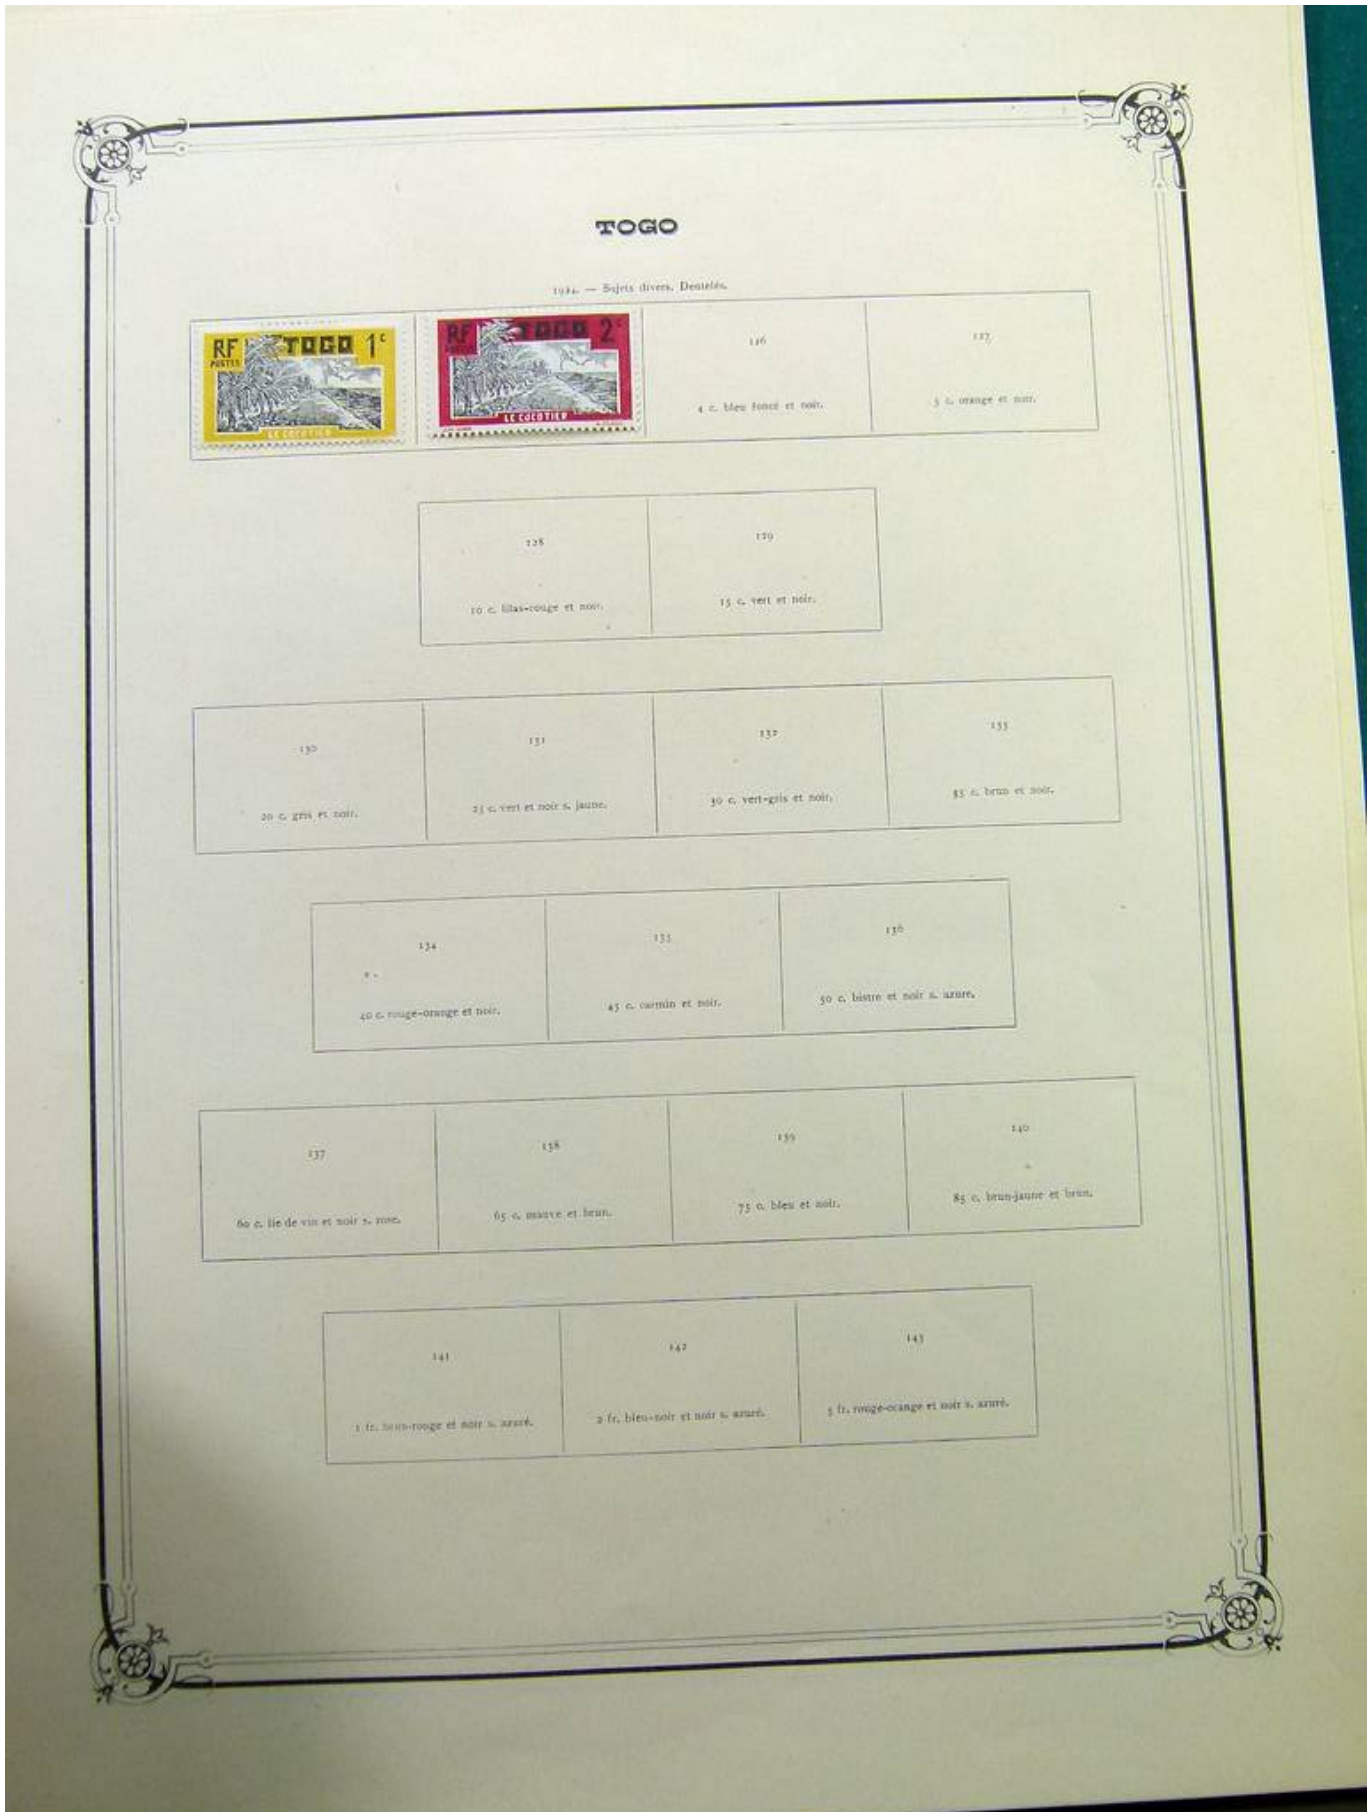 TOGO
1924. — Sujets divers. Dentelés.
RF TOGO 1c
POSTES
LE COCOTIER
RF TOGO 2c
POSTES
LE COCOTIER
126
4 c. bleu foncé et noir.
127
5 c. orange et noir.
128
10 c. lilas-rouge et noir.
129
15 c. vert et noir.
130
20 c. gris et noir.
131
25 c. vert et noir s. jaune.
132
30 c. vert-gris et noir.
133
35 c. brun et noir.
134
40 c. rouge-orange et noir.
135
45 c. carmin et noir.
136
50 c. bistre et noir s. azure.
137
60 c. lie de vin et noir s. rose.
138
65 c. mauve et brun.
139
75 c. bleu et noir.
140
85 c. brun-jaune et brun.
141
1 fr. brun-rouge et noir s. azuré.
142
2 fr. bleu-noir et noir s. azuré.
143
5 fr. rouge-orange et noir s. azuré.